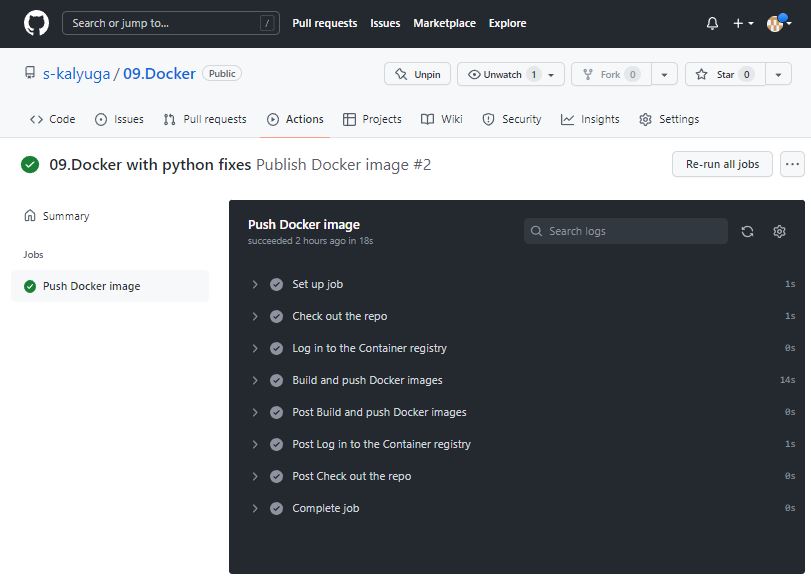 Search or jump to... / Pull requests Issues Marketplace Explore
s-kalyuga / 09.Docker Public Unpin Unwatch 1 Fork 0 Star 0
Code Issues Pull requests Actions Projects Wiki Insights Security Settings
09.Docker with python fixes Publish Docker image #2 Re-run all jobs ...
Summary
Jobs
Push Docker image
Push Docker image
succeeded 2 hours ago in 18s
Search logs
Set up job 1s
Check out the repo 1s
Log in to the Container registry 0s
Build and push Docker images 14s
Post Build and push Docker images 0s
Post Log in to the Container registry 1s
Post Check out the repo 0s
Complete job 0s